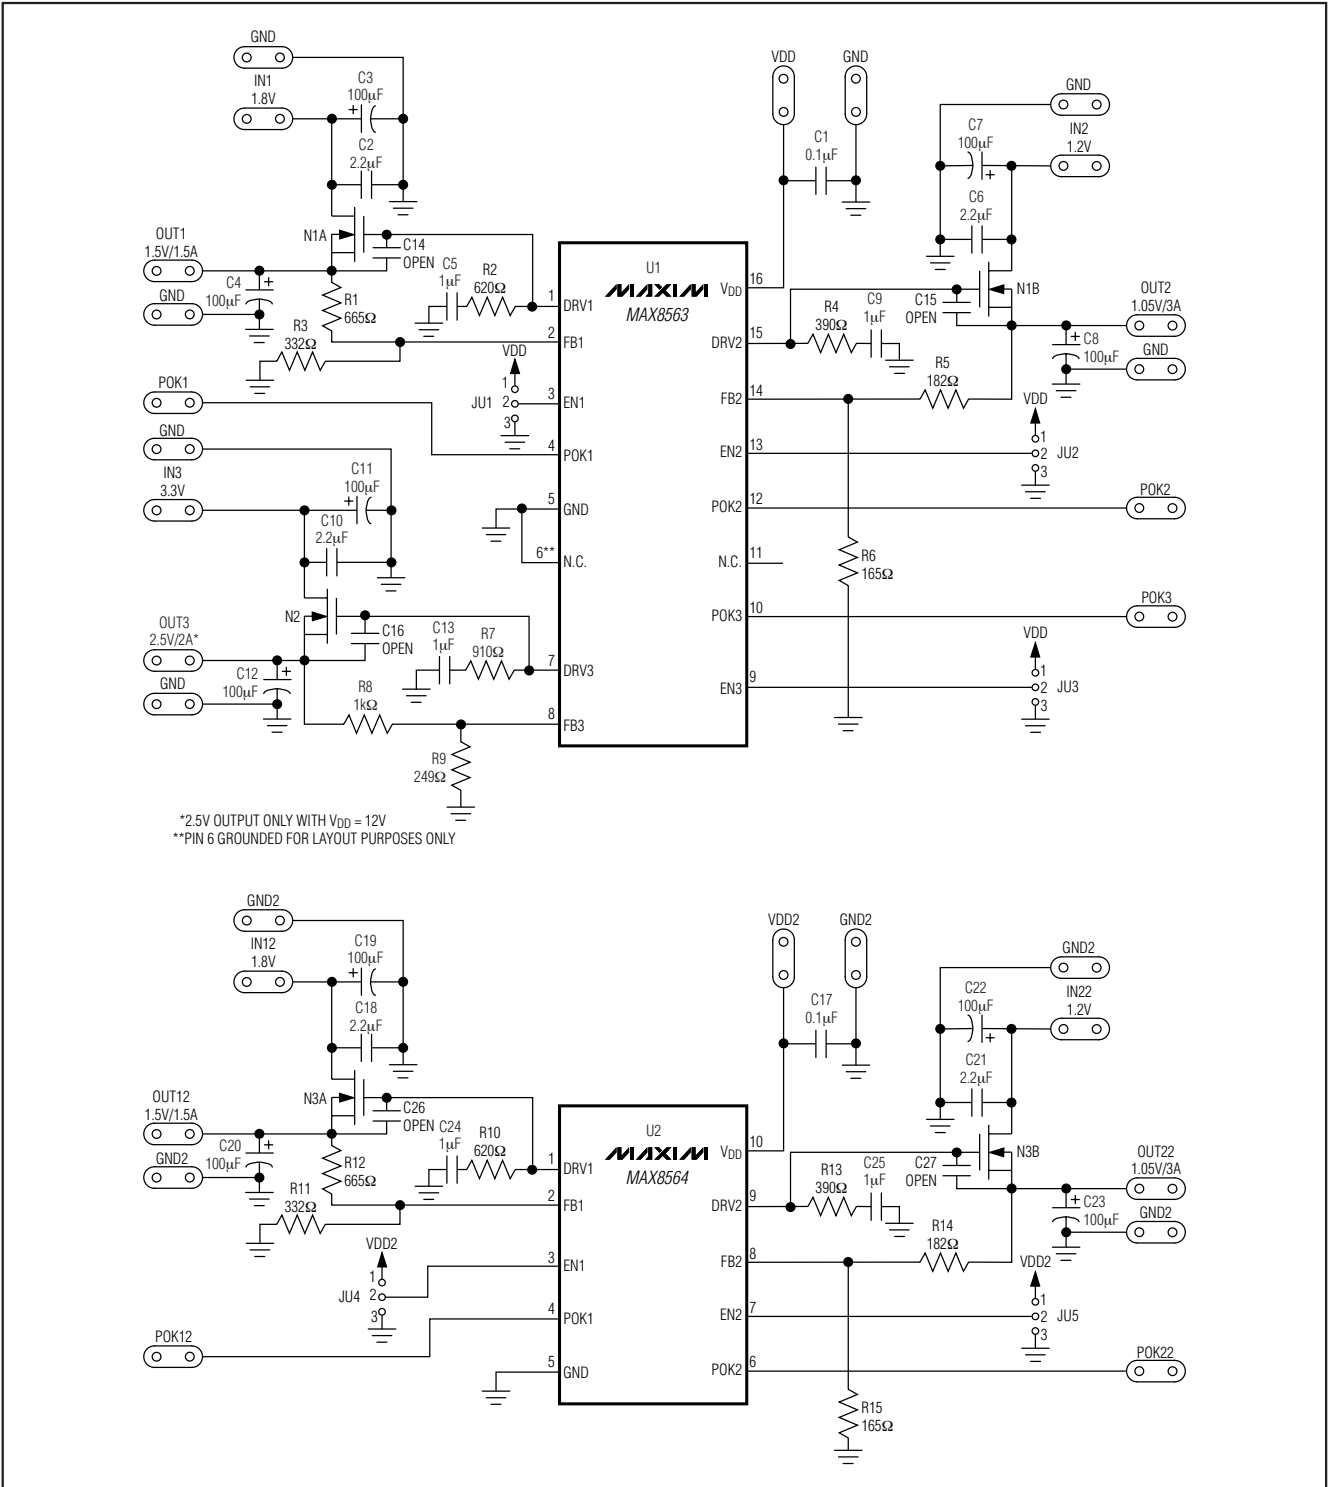 GND
IN1
1.8V
C3
100µF
+
C2
2.2µF
N1A
C14
OPEN
OUT1
1.5V/1.5A
GND
C4
100µF
+
R1
665Ω
R3
332Ω
C5
1µF
R2
620Ω
VDD
1
2
3
JU1
POK1
GND
IN3
3.3V
C11
100µF
+
C10
2.2µF
N2
C16
OPEN
OUT3
2.5V/2A*
GND
C12
100µF
+
C13
1µF
R7
910Ω
R8
1kΩ
R9
249Ω
U1
MAXIM
MAX8563
1 DRV1
2 FB1
3 EN1
4 POK1
5 GND
6** N.C.
7 DRV3
8 FB3
VDD 16
DRV2 15
FB2 14
EN2 13
POK2 12
N.C. 11
POK3 10
EN3 9
VDD
GND
C1
0.1µF
GND
IN2
1.2V
C7
100µF
+
C6
2.2µF
N1B
C15
OPEN
R4
390Ω
C9
1µF
OUT2
1.05V/3A
GND
+
C8
100µF
R5
182Ω
VDD
1
2
3
JU2
POK2
R6
165Ω
POK3
VDD
1
2
3
JU3
*2.5V OUTPUT ONLY WITH VDD = 12V
**PIN 6 GROUNDED FOR LAYOUT PURPOSES ONLY
GND2
IN12
1.8V
C19
100µF
+
C18
2.2µF
N3A
C26
OPEN
OUT12
1.5V/1.5A
GND2
C20
100µF
+
R12
665Ω
R11
332Ω
C24
1µF
R10
620Ω
VDD2
1
2
3
JU4
POK12
U2
MAXIM
MAX8564
1 DRV1
2 FB1
3 EN1
4 POK1
5 GND
VDD 10
DRV2 9
FB2 8
EN2 7
POK2 6
VDD2
GND2
C17
0.1µF
GND2
IN22
1.2V
C22
100µF
+
C21
2.2µF
N3B
C27
OPEN
R13
390Ω
C25
1µF
OUT22
1.05V/3A
GND2
+
C23
100µF
R14
182Ω
VDD2
1
2
3
JU5
POK22
R15
165Ω